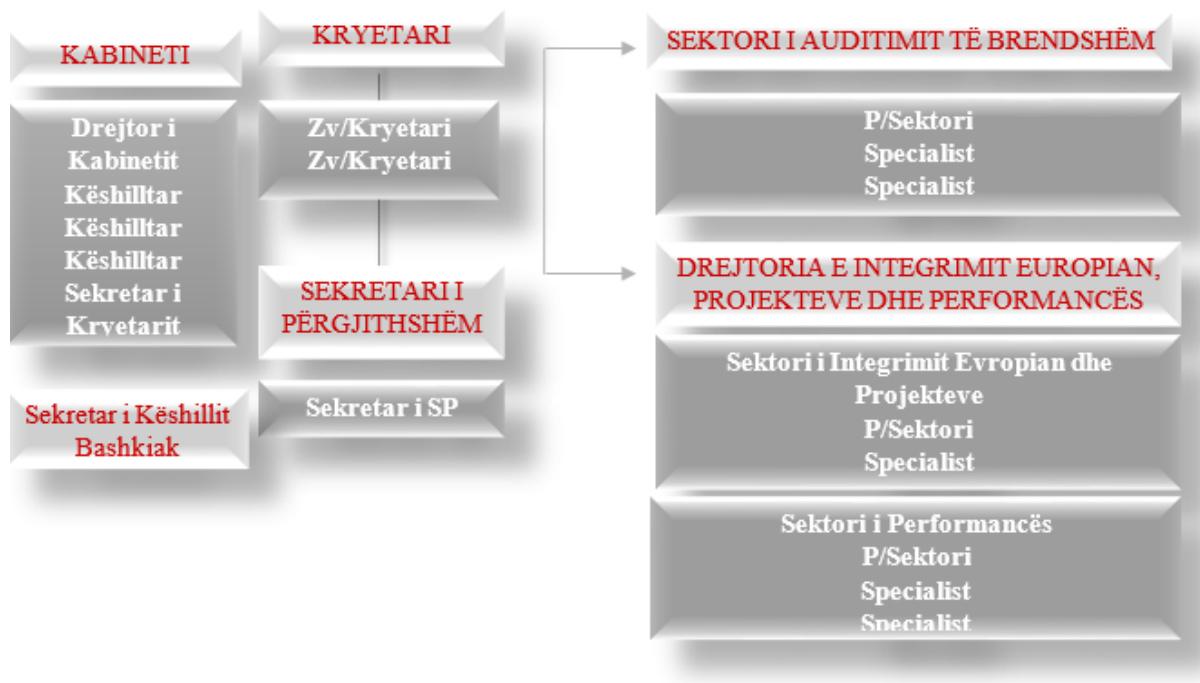 KABINETI
Drejtor i
Kabinetit
Këshilltar
Këshilltar
Këshilltar
Sekretar i
Kryetarit
Sekretar i Këshillit
Bashkiak
KRYETARI
Zv/Kryetari
Zv/Kryetari
SEKRETARI I
PËRGJITHSHËM
Sekretar i SP
SEKTORI I AUDITIMIT TË BRENDSHËM
P/Sektori
Specialist
Specialist
DREJTORIA E INTEGRIMIT EUROPIAN,
PROJEKTEVE DHE PERFORMANCËS
Sektori i Integrimit Evropian dhe
Projekteve
P/Sektori
Specialist
Sektori i Performancës
P/Sektori
Specialist
Specialist